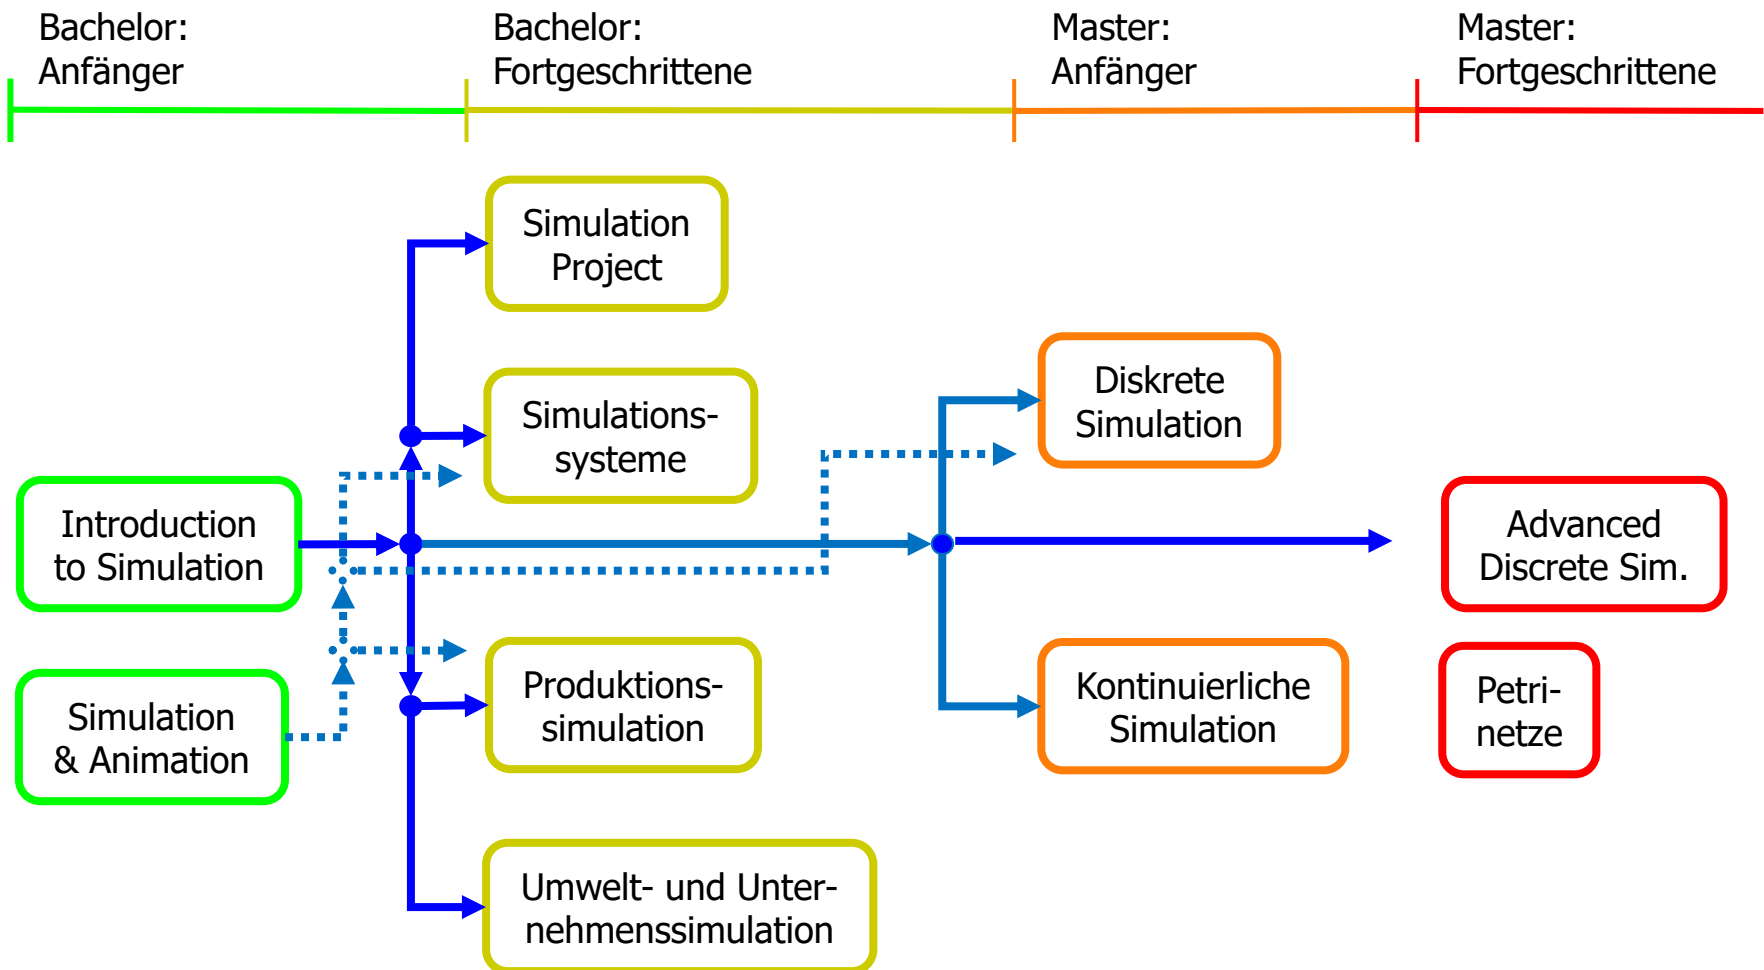 Bachelor:
Anfänger
Bachelor:
Fortgeschrittene
Master:
Anfänger
Master:
Fortgeschrittene
Simulation
Project
Simulations-
systeme
Diskrete
Simulation
Introduction
to Simulation
Advanced
Discrete Sim.
Simulation
& Animation
Produktions-
simulation
Kontinuierliche
Simulation
Petri-
netze
Umwelt- und Unter-
nehmenssimulation